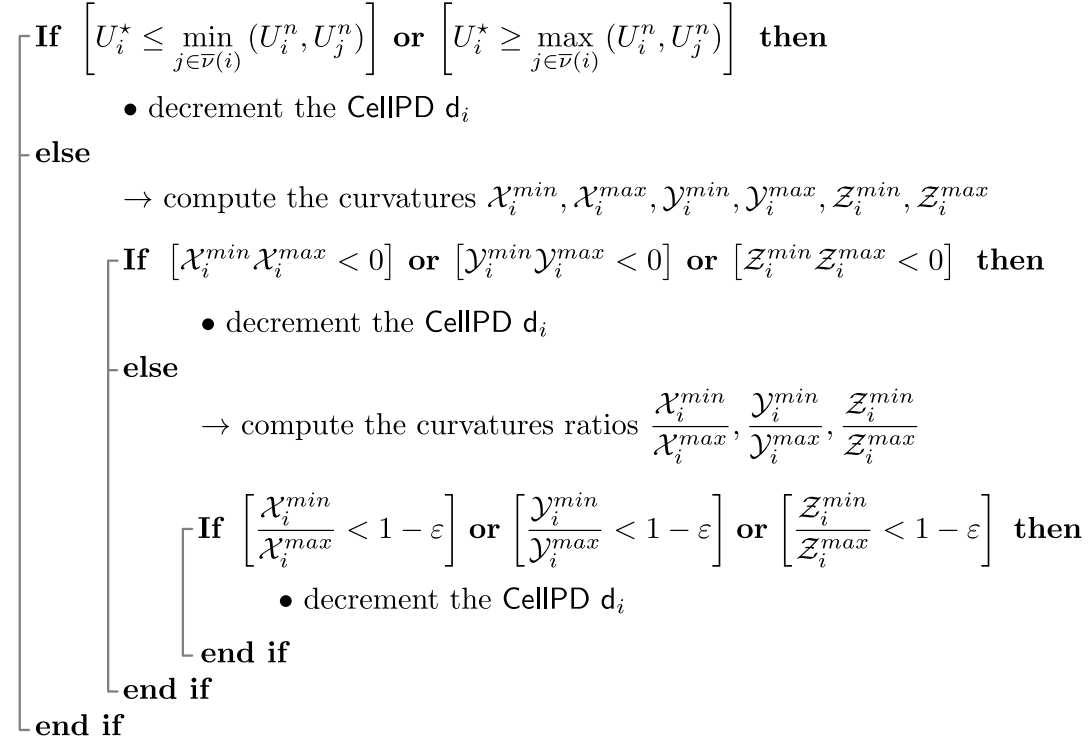 If [U_i^⋆ ≤ min_{j∈ν̅(i)} (U_i^n, U_j^n)] or [U_i^⋆ ≥ max_{j∈ν̅(i)} (U_i^n, U_j^n)] then
• decrement the CellPD d_i
else
→ compute the curvatures 𝒳_i^{min}, 𝒳_i^{max}, 𝒴_i^{min}, 𝒴_i^{max}, 𝒵_i^{min}, 𝒵_i^{max}
If [𝒳_i^{min} 𝒳_i^{max} < 0] or [𝒴_i^{min} 𝒴_i^{max} < 0] or [𝒵_i^{min} 𝒵_i^{max} < 0] then
• decrement the CellPD d_i
else
→ compute the curvatures ratios 𝒳_i^{min}/𝒳_i^{max}, 𝒴_i^{min}/𝒴_i^{max}, 𝒵_i^{min}/𝒵_i^{max}
If [𝒳_i^{min}/𝒳_i^{max} < 1 − ε] or [𝒴_i^{min}/𝒴_i^{max} < 1 − ε] or [𝒵_i^{min}/𝒵_i^{max} < 1 − ε] then
• decrement the CellPD d_i
end if
end if
end if